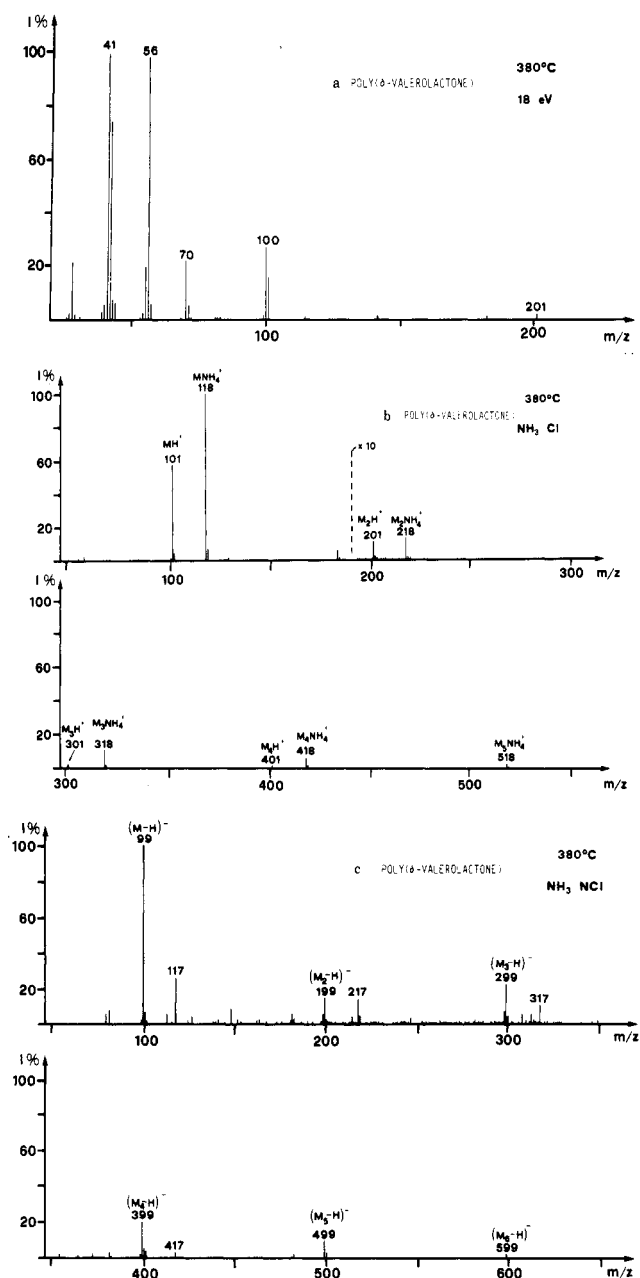 I%
100
60
20
41
56
70
100
201
a POLY(δ-VALEROLACTONE)
380°C
18 eV
100
200
m/z
I%
100
60
20
MH+
101
MNH4+
118
b POLY(δ-VALEROLACTONE)
380°C
NH3 CI
x 10
M2H+
201
M2NH4+
218
100
200
300
m/z
I%
100
60
20
M3H+
301
M3NH4+
318
M4H+
401
M4NH4+
418
M5NH4+
518
300
400
500
m/z
I%
100
60
20
(M-H)−
99
117
c POLY(δ-VALEROLACTONE)
380°C
NH3 NCI
(M2-H)−
199
217
(M3-H)−
299
317
100
200
300
m/z
I%
100
60
20
(M4-H)−
399
417
(M5-H)−
499
(M6-H)−
599
400
500
600
m/z